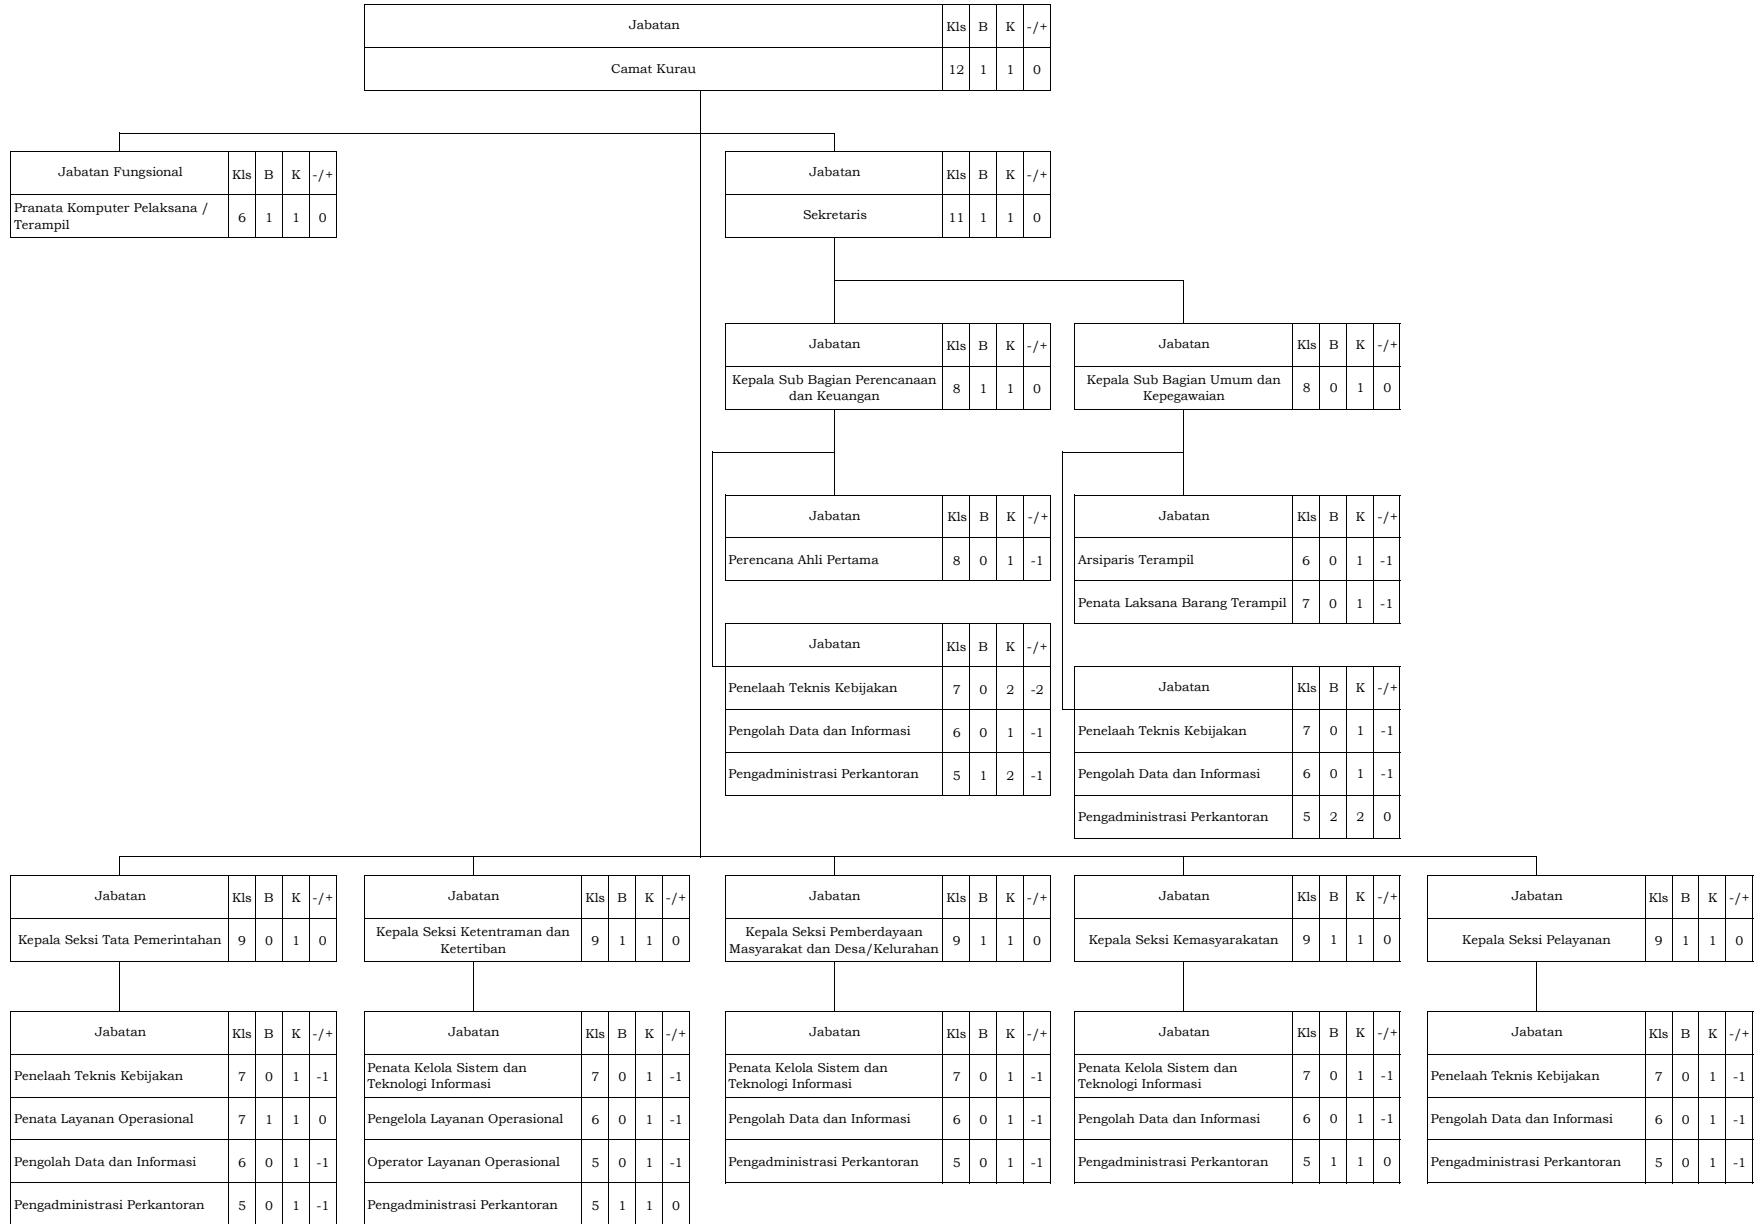 Jabatan Kls B K -/+
Camat Kurau 12 1 1 0
Jabatan Fungsional Kls B K -/+
Pranata Komputer Pelaksana /
Terampil 6 1 1 0
Jabatan Kls B K -/+
Sekretaris 11 1 1 0
Jabatan Kls B K -/+
Kepala Sub Bagian Perencanaan
dan Keuangan 8 1 1 0
Jabatan Kls B K -/+
Kepala Sub Bagian Umum dan
Kepegawaian 8 0 1 0
Jabatan Kls B K -/+
Perencana Ahli Pertama 8 0 1 -1
Jabatan Kls B K -/+
Arsiparis Terampil 6 0 1 -1
Penata Laksana Barang Terampil 7 0 1 -1
Jabatan Kls B K -/+
Penelaah Teknis Kebijakan 7 0 2 -2
Pengolah Data dan Informasi 6 0 1 -1
Pengadministrasi Perkantoran 5 1 2 -1
Jabatan Kls B K -/+
Penelaah Teknis Kebijakan 7 0 1 -1
Pengolah Data dan Informasi 6 0 1 -1
Pengadministrasi Perkantoran 5 2 2 0
Jabatan Kls B K -/+
Kepala Seksi Tata Pemerintahan 9 0 1 0
Jabatan Kls B K -/+
Kepala Seksi Ketentraman dan
Ketertiban 9 1 1 0
Jabatan Kls B K -/+
Kepala Seksi Pemberdayaan
Masyarakat dan Desa/Kelurahan 9 1 1 0
Jabatan Kls B K -/+
Kepala Seksi Kemasyarakatan 9 1 1 0
Jabatan Kls B K -/+
Kepala Seksi Pelayanan 9 1 1 0
Jabatan Kls B K -/+
Penelaah Teknis Kebijakan 7 0 1 -1
Penata Layanan Operasional 7 1 1 0
Pengolah Data dan Informasi 6 0 1 -1
Pengadministrasi Perkantoran 5 0 1 -1
Jabatan Kls B K -/+
Penata Kelola Sistem dan
Teknologi Informasi 7 0 1 -1
Pengelola Layanan Operasional 6 0 1 -1
Operator Layanan Operasional 5 0 1 -1
Pengadministrasi Perkantoran 5 1 1 0
Jabatan Kls B K -/+
Penata Kelola Sistem dan
Teknologi Informasi 7 0 1 -1
Pengolah Data dan Informasi 6 0 1 -1
Pengadministrasi Perkantoran 5 0 1 -1
Jabatan Kls B K -/+
Penata Kelola Sistem dan
Teknologi Informasi 7 0 1 -1
Pengolah Data dan Informasi 6 0 1 -1
Pengadministrasi Perkantoran 5 1 1 0
Jabatan Kls B K -/+
Penelaah Teknis Kebijakan 7 0 1 -1
Pengolah Data dan Informasi 6 0 1 -1
Pengadministrasi Perkantoran 5 0 1 -1